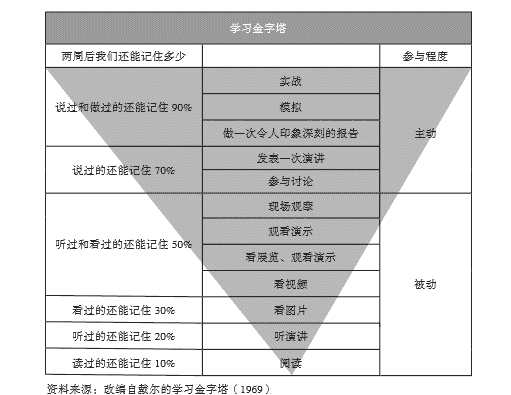 学习金字塔
两周后我们还能记住多少
参与程度
说过和做过的还能记住 90%
实战
模拟
做一次令人印象深刻的报告
主动
说过的还能记住 70%
发表一次演讲
参与讨论
听过和看过的还能记住 50%
现场观摩
观看演示
看展览、观看演示
看视频
被动
看过的还能记住 30%
看图片
听过的还能记住 20%
听演讲
读过的还能记住 10%
阅读
资料来源：改编自戴尔的学习金字塔（1969）